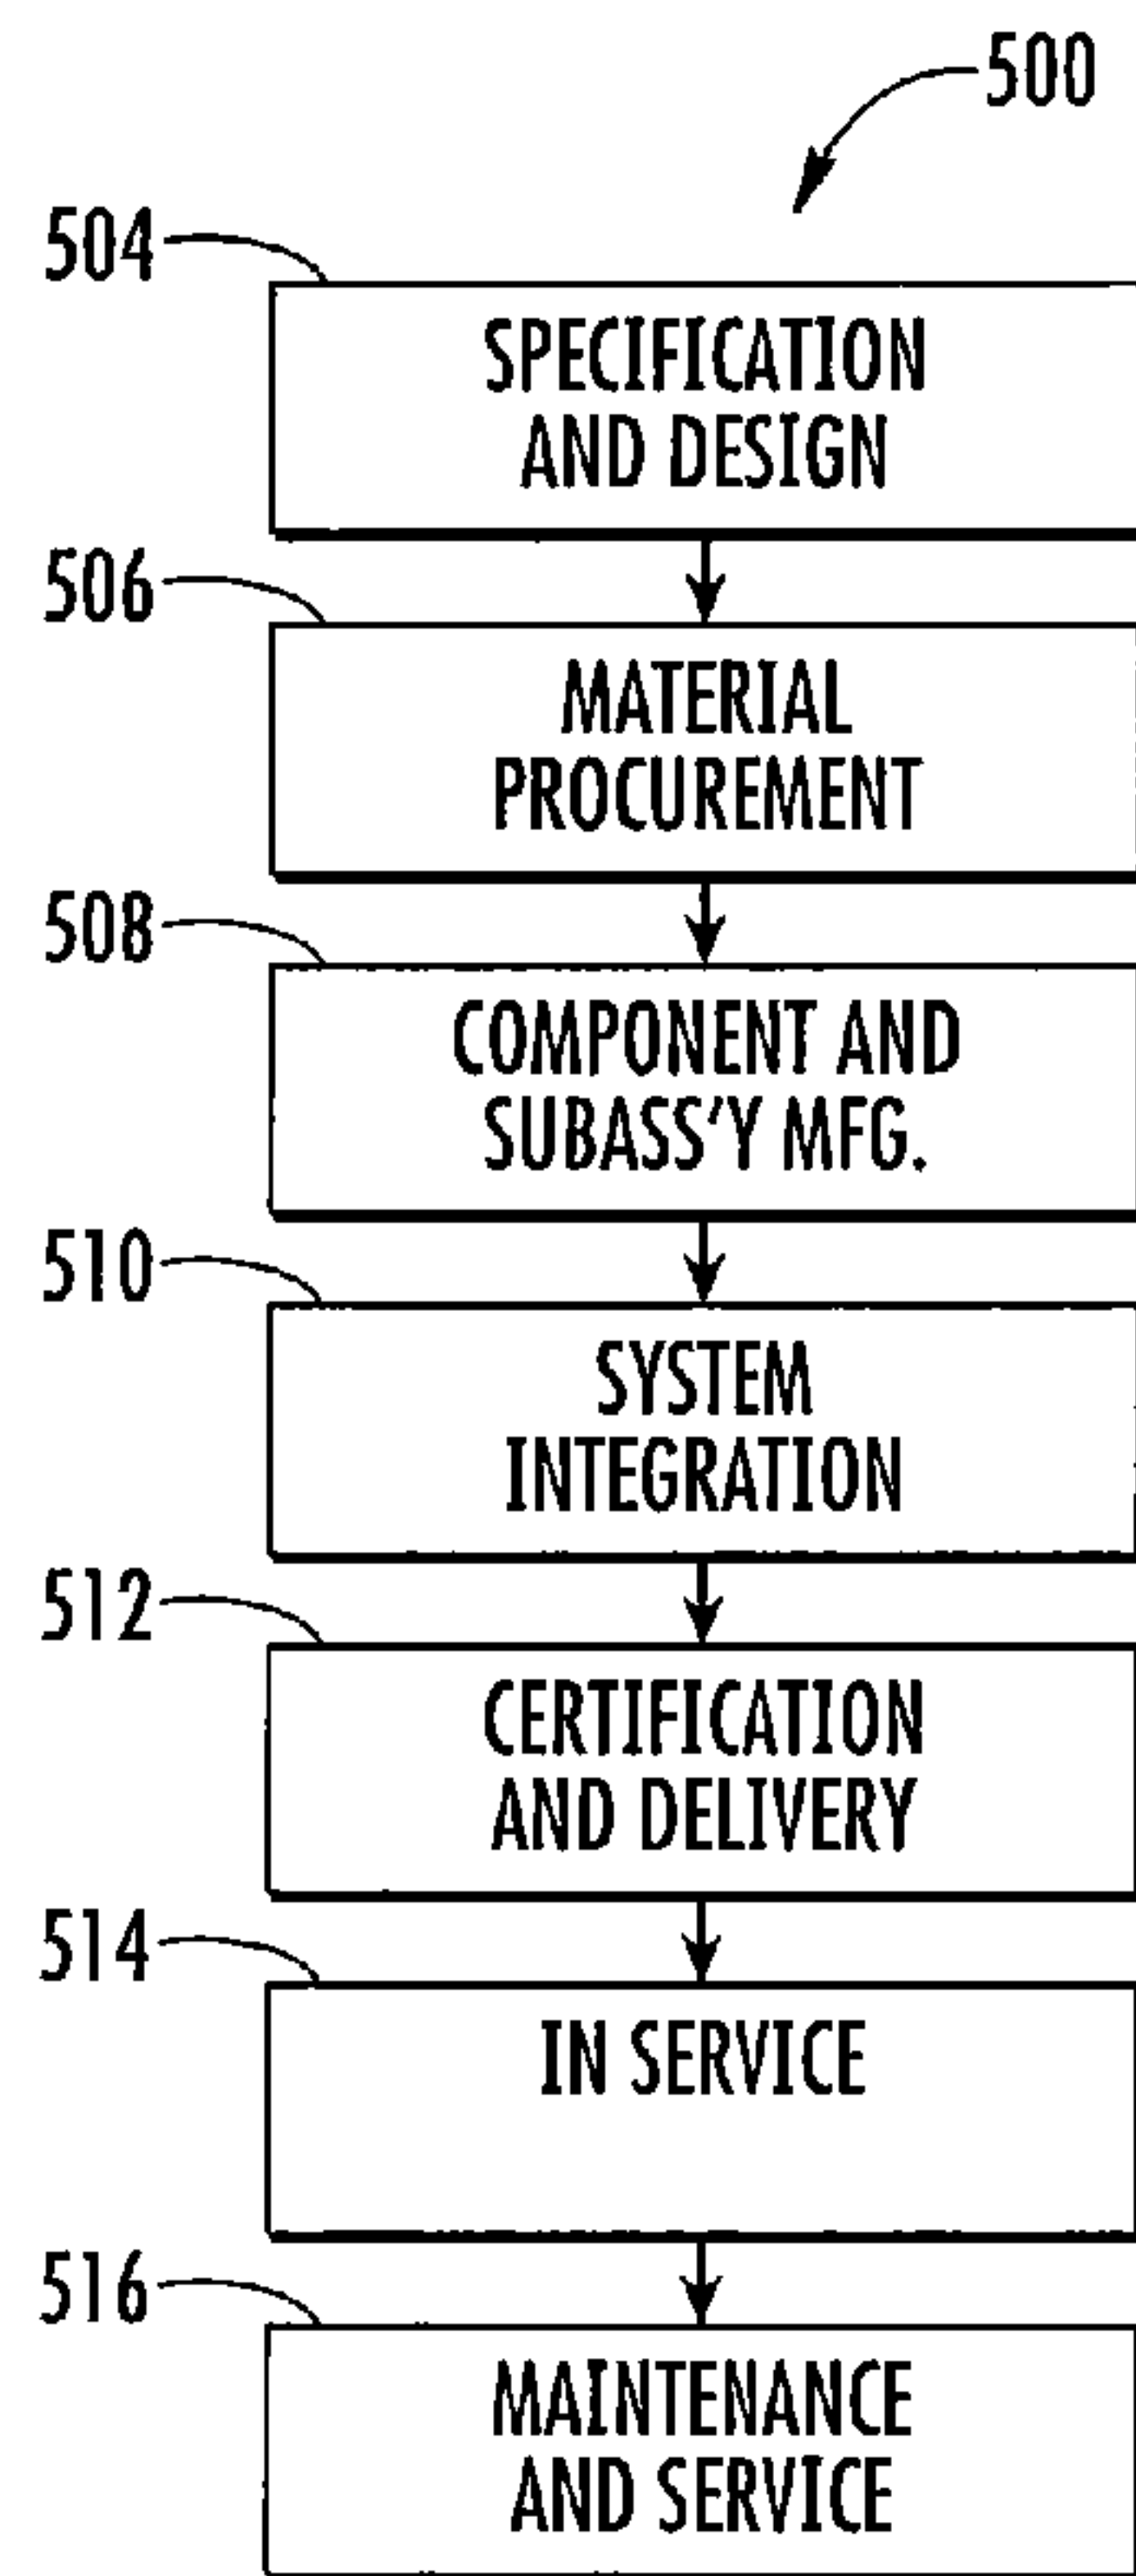 500
504
SPECIFICATION
AND DESIGN
506
MATERIAL
PROCUREMENT
508
COMPONENT AND
SUBASS'Y MFG.
510
SYSTEM
INTEGRATION
512
CERTIFICATION
AND DELIVERY
514
IN SERVICE
516
MAINTENANCE
AND SERVICE